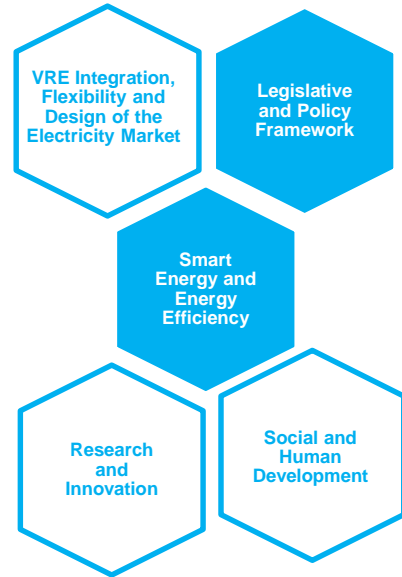 VRE Integration,
Flexibility and
Design of the
Electricity Market
Legislative
and Policy
Framework
Smart
Energy and
Energy
Efficiency
Research
and
Innovation
Social and
Human
Development